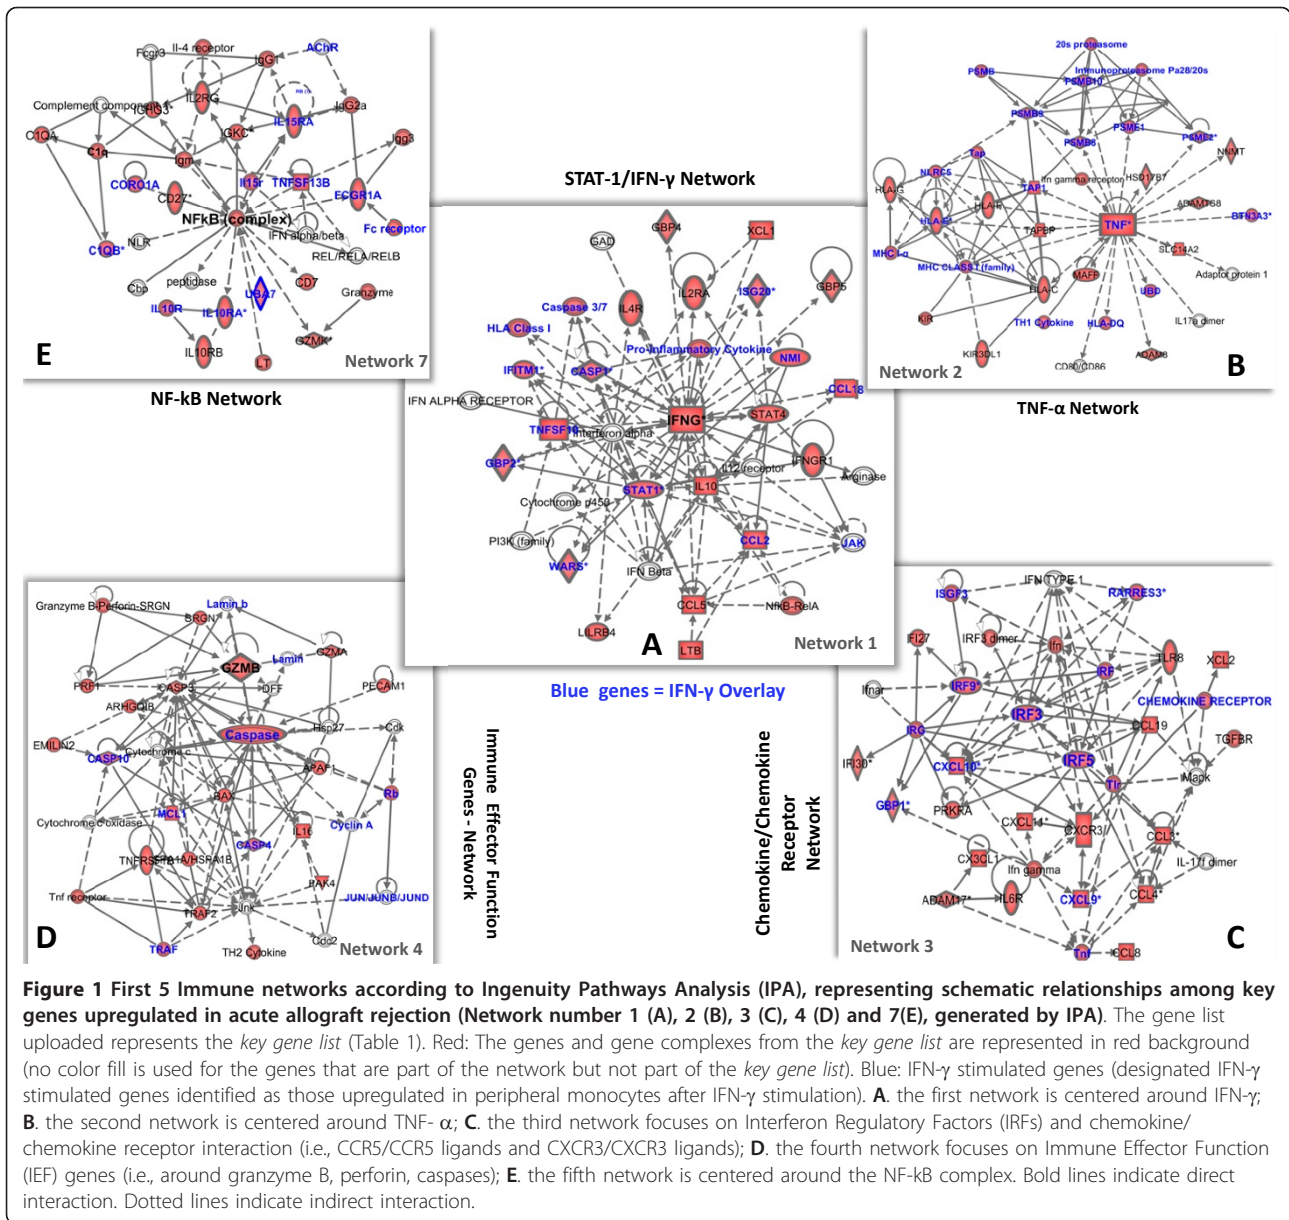 Fcgr3
Il-4 receptor
IgG1
AChR
IL2RG
RB (1)
Complement component 1
IGHG3*
IL15RA
IgG2a
C1QA
IGKC*
Igg3
C1q
Igm
CORO1A
Il15r
TNFSF13B
CD27*
FCGR1A
NFkB (complex)
Fc receptor
C1QB*
NLR
IFN alpha/beta
REL/RELA/RELB
peptidase
Cbp
UBA7
CD7
Granzyme
IL10R
IL10RA*
GZMK*
IL10RB
LT
E
Network 7
NF-kB Network
STAT-1/IFN-γ Network
GBP4
XCL1
GAD
IL2RA
ISG20*
GBP5
Caspase 3/7
IL4R
HLA Class I
Pro-inflammatory Cytokine
NMI
IFITM1*
CASP1*
CCL18
IFN ALPHA RECEPTOR
IFNG*
STAT4
TNFSF10
Interferon alpha
GBP2*
Il12 receptor
IFNGR1
Arginase
STAT1*
IL10
Cytochrome p450
PI3K (family)
CCL2
JAK
WARS*
IFN Beta
CCL5*
NfkB-RelA
LILRB4
LTB
A
Network 1
Blue genes = IFN-γ Overlay
20s proteasome
PSMB
Immunoproteasome Pa28/20s
PSMB10
PSMB9
PSME1
PSMB8
PSME2*
NNMT
Tap
NLRC5
Ifn gamma receptor
HSD17B7
HLA-G
TAP1
HLA-E
ADAMTS8
HLA-F*
TNF*
BTN3A3*
TAPBP
SLC14A2
MHC I-α
MHC CLASS I (family)
MAFF
Adaptor protein 1
HLA-C
UBD
KIR
TH1 Cytokine
HLA-DQ
IL17a dimer
KIR3DL1
CD80/CD86
ADAM8
Network 2
B
TNF-α Network
Granzyme B-Perforin-SRGN
Lamin b
SRGN
GZMB
Lamin
GZMA
PRF1
CASP3
DFF
PECAM1
ARHGDIB
Hsp27
Cdk
Caspase
EMILIN2
CASP10
Cytochrome c
APAF1
Rb
BAX
MCL1
Cytochrome c oxidase
IL16
Cyclin A
CASP4
PAK4
Tnf receptor
JUN/JUNB/JUND
TRAF2
Jnk
Cdc2
TRAF
TH2 Cytokine
D
Network 4
Immune Effector Function
Genes - Network
Chemokine/Chemokine
Receptor
Network
IFN TYPE 1
ISGF3
RARRES3*
IFI27
IRF3 dimer
Ifn
TLR8
XCL2
IRF
Ifnar
IRF9*
CHEMOKINE RECEPTOR
IRF3
IRG
CCL19
TGFBR
IFI30*
CXCL10*
IRF5
Mapk
Tlr
GBP1*
PRKRA
CXCL11*
CXCR3
CCL3*
CX3CL1
IL-17f dimer
Ifn gamma
ADAM17*
IL6R
CXCL9*
CCL4*
Tnf
CCL8
Network 3
C
Figure 1 First 5 Immune networks according to Ingenuity Pathways Analysis (IPA), representing schematic relationships among key
genes upregulated in acute allograft rejection (Network number 1 (A), 2 (B), 3 (C), 4 (D) and 7(E), generated by IPA). The gene list
uploaded represents the key gene list (Table 1). Red: The genes and gene complexes from the key gene list are represented in red background
(no color fill is used for the genes that are part of the network but not part of the key gene list). Blue: IFN-γ stimulated genes (designated IFN-γ
stimulated genes identified as those upregulated in peripheral monocytes after IFN-γ stimulation). A. the first network is centered around IFN-γ;
B. the second network is centered around TNF- α; C. the third network focuses on Interferon Regulatory Factors (IRFs) and chemokine/
chemokine receptor interaction (i.e., CCR5/CCR5 ligands and CXCR3/CXCR3 ligands); D. the fourth network focuses on Immune Effector Function
(IEF) genes (i.e., around granzyme B, perforin, caspases); E. the fifth network is centered around the NF-kB complex. Bold lines indicate direct
interaction. Dotted lines indicate indirect interaction.